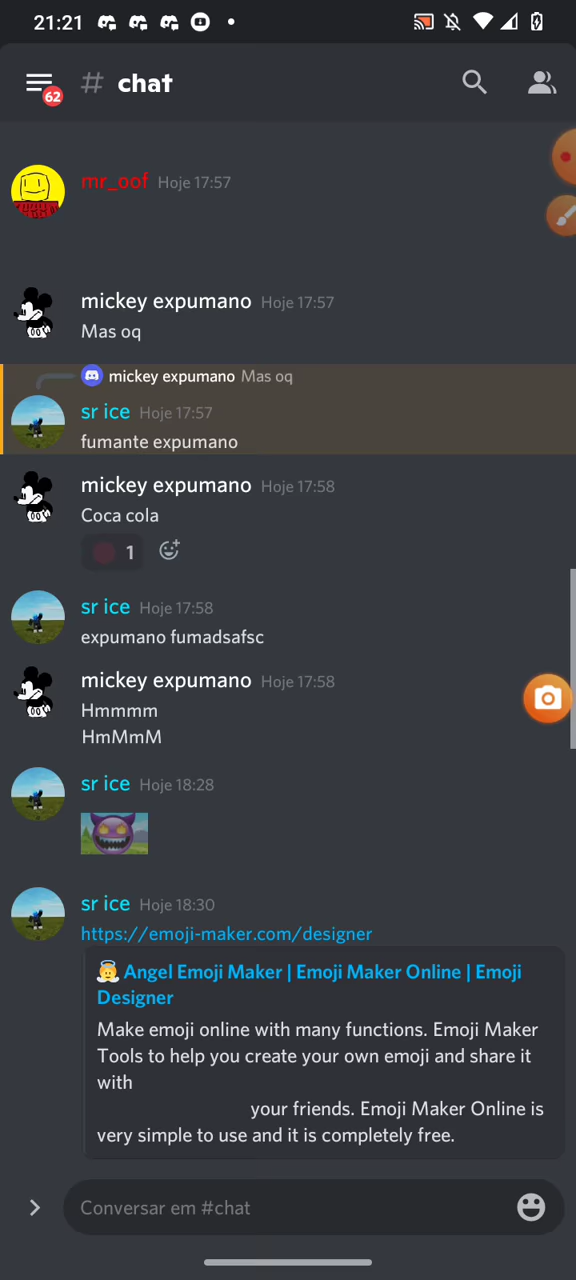 21:21
62
# chat
mr_oof Hoje 17:57
mickey expumano Hoje 17:57
Mas oq
mickey expumano Mas oq
sr ice Hoje 17:57
fumante expumano
mickey expumano Hoje 17:58
Coca cola
1
sr ice Hoje 17:58
expumano fumadsafsc
mickey expumano Hoje 17:58
Hmmmm
HmMmM
sr ice Hoje 18:28
sr ice Hoje 18:30
https://emoji-maker.com/designer
Angel Emoji Maker | Emoji Maker Online | Emoji
Designer
Make emoji online with many functions. Emoji Maker
Tools to help you create your own emoji and share it
with
your friends. Emoji Maker Online is
very simple to use and it is completely free.
Conversar em #chat